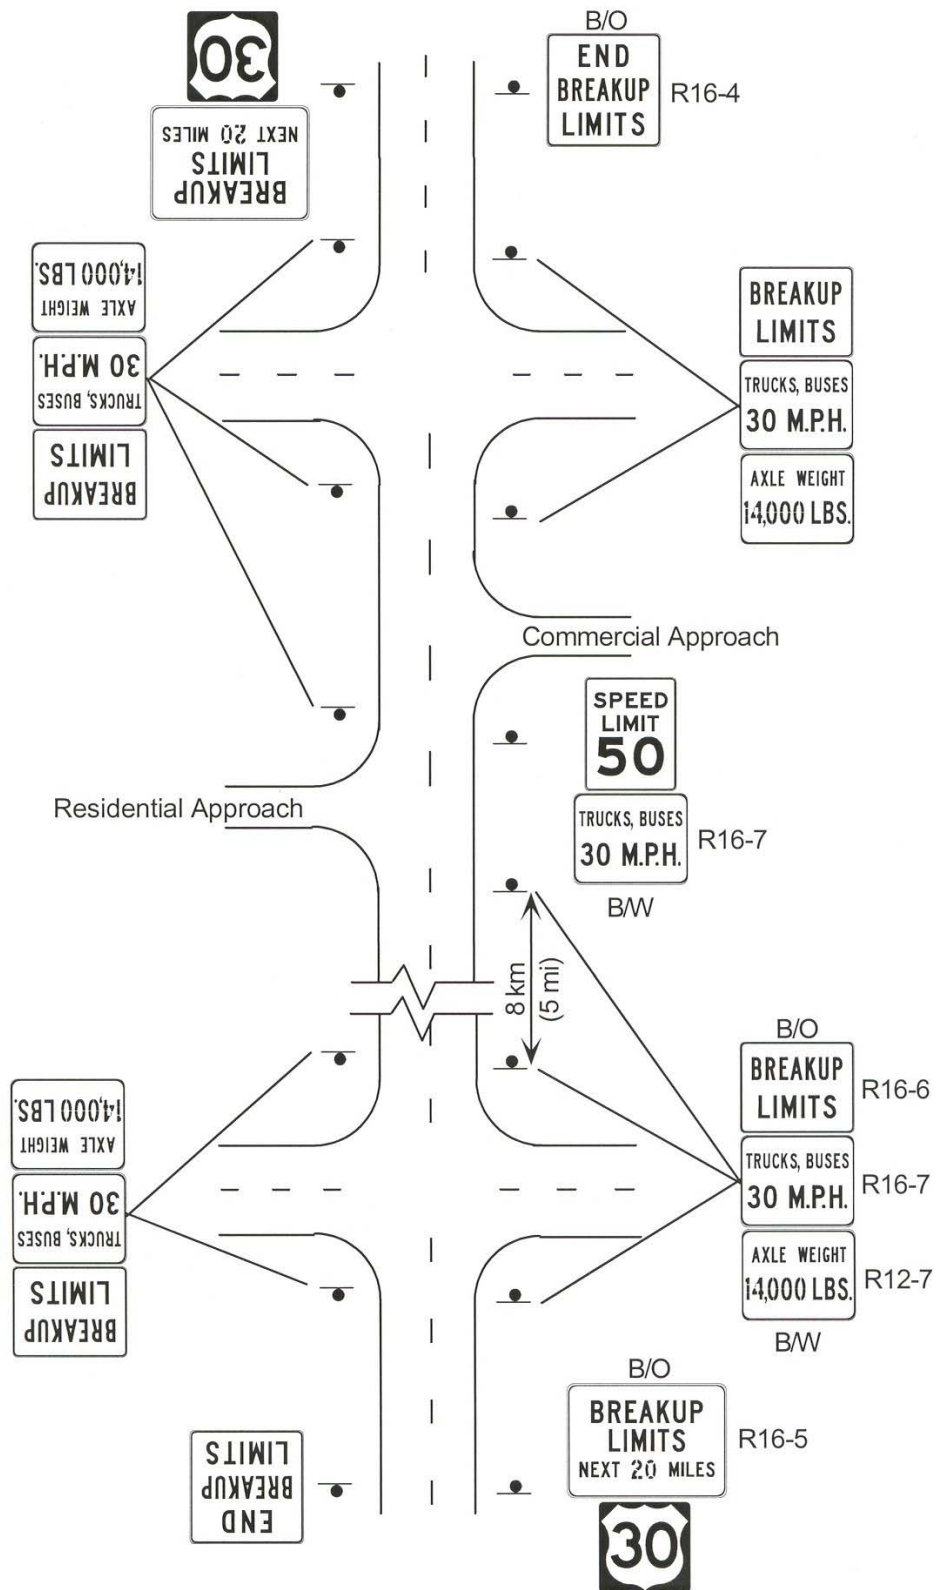 30
BREAKUP
LIMITS
NEXT 20 MILES
B/O
END
BREAKUP
LIMITS
R16-4
BREAKUP
LIMITS
TRUCKS, BUSES
30 M.P.H.
AXLE WEIGHT
14,000 LBS.
BREAKUP
LIMITS
TRUCKS, BUSES
30 M.P.H.
AXLE WEIGHT
14,000 LBS.
Commercial Approach
SPEED
LIMIT
50
TRUCKS, BUSES
30 M.P.H.
R16-7
B/W
Residential Approach
8 km
(5 mi)
BREAKUP
LIMITS
TRUCKS, BUSES
30 M.P.H.
AXLE WEIGHT
14,000 LBS.
B/O
BREAKUP
LIMITS
R16-6
TRUCKS, BUSES
30 M.P.H.
R16-7
AXLE WEIGHT
14,000 LBS.
R12-7
B/W
END
BREAKUP
LIMITS
B/O
BREAKUP
LIMITS
NEXT 20 MILES
R16-5
30